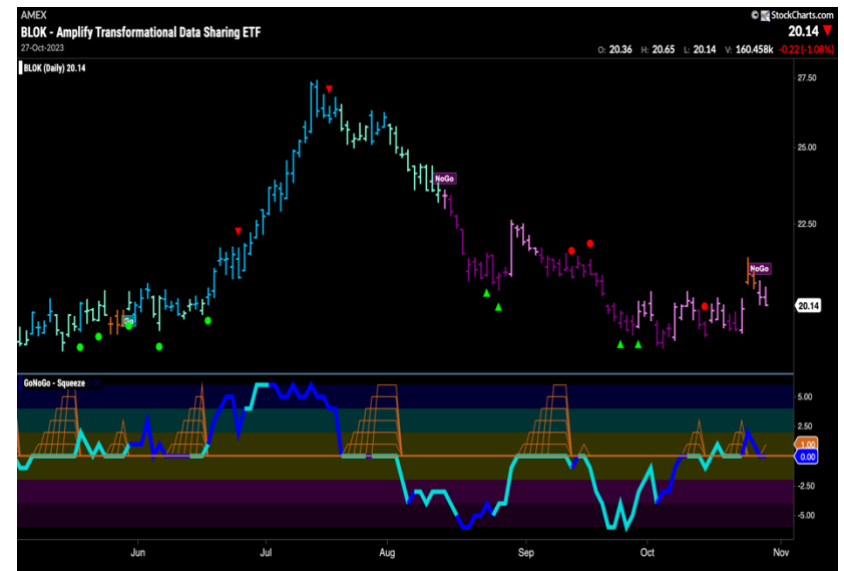 AMEX
© StockCharts.com
BLOK - Amplify Transformational Data Sharing ETF
20.14
27-Oct-2023
O: 20.36 H: 20.65 L: 20.14 V: 160.458k -0.22 (-1.08%)
BLOK (Daily) 20.14
27.50
25.00
NoGo
22.50
NoGo
20.14
Go
GoNoGo - Squeeze
5.00
2.50
1.00
0.00
-2.50
-5.00
Jun Jul Aug Sep Oct Nov